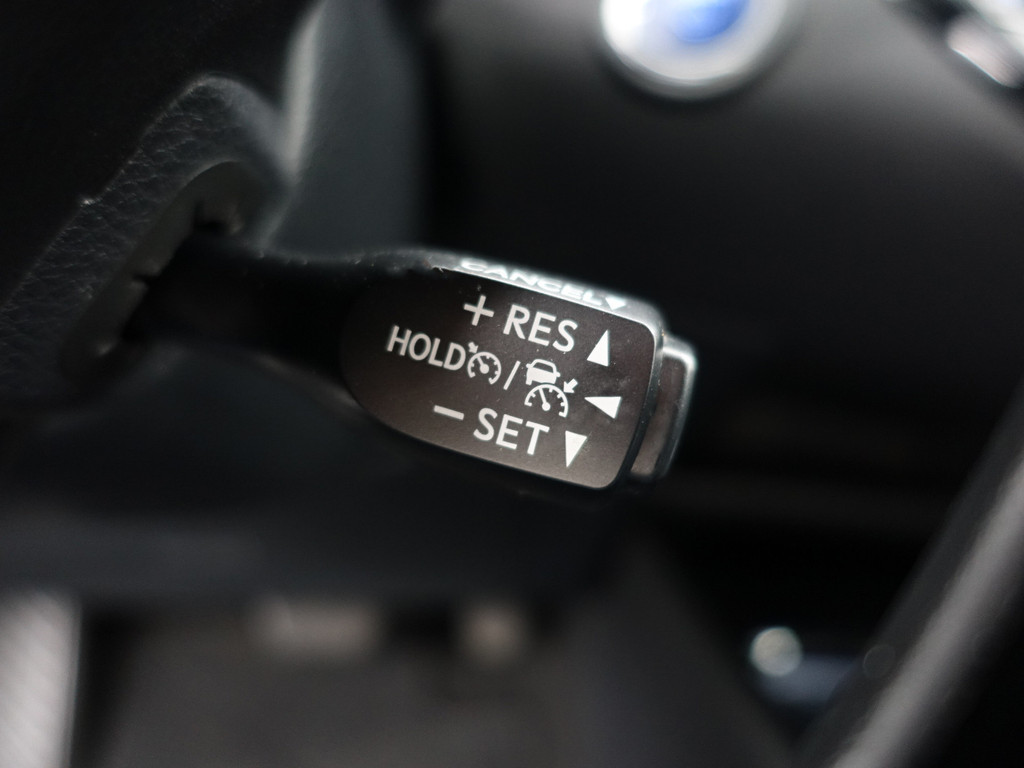 CANCEL
+ RES
HOLD /
− SET